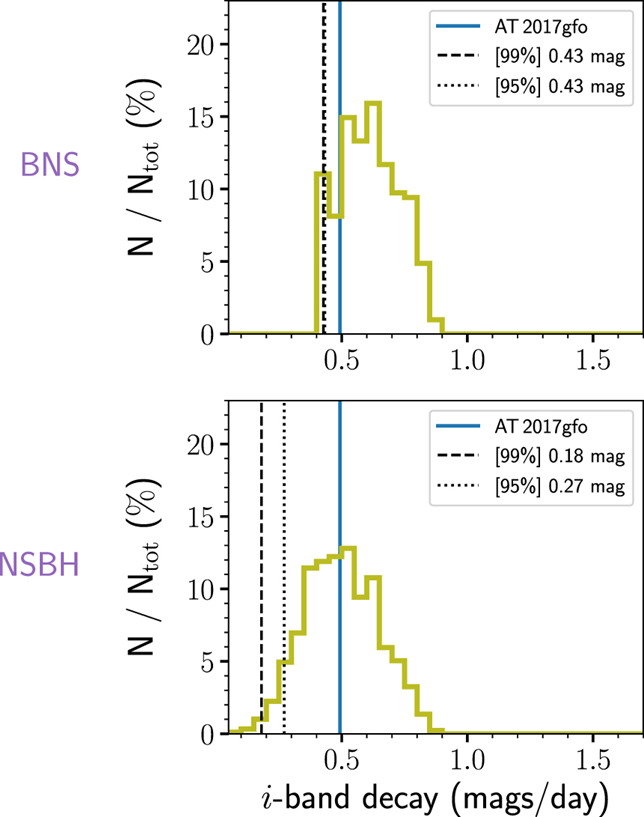 BNS
N / N_tot (%)
20
15
10
5
0
AT 2017gfo
[99%] 0.43 mag
[95%] 0.43 mag
0.5 1.0 1.5
NSBH
N / N_tot (%)
20
15
10
5
0
AT 2017gfo
[99%] 0.18 mag
[95%] 0.27 mag
0.5 1.0 1.5
i-band decay (mags/day)